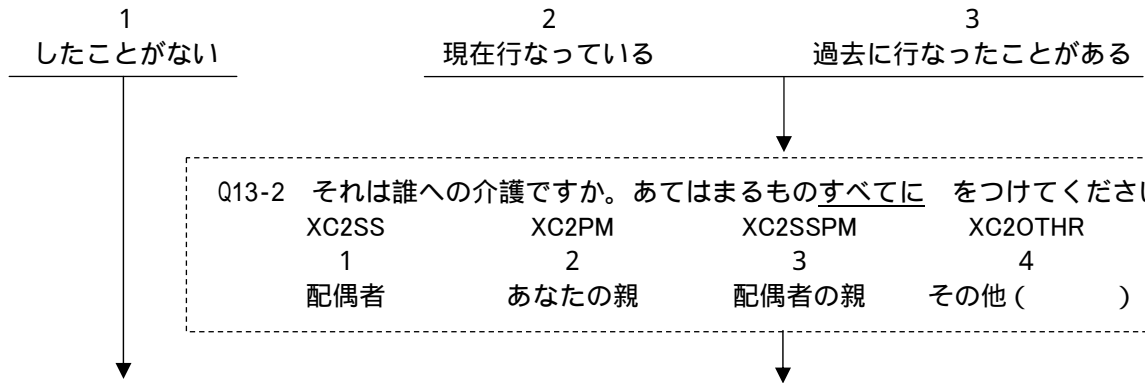 1 2 3
したことがない 現在行なっている 過去に行なったことがある
Q13-2 それは誰への介護ですか。あてはまるものすべてに をつけてください
XC2SS XC2PM XC2SSPM XC2OTHR
1 2 3 4
配偶者 あなたの親 配偶者の親 その他 ( )